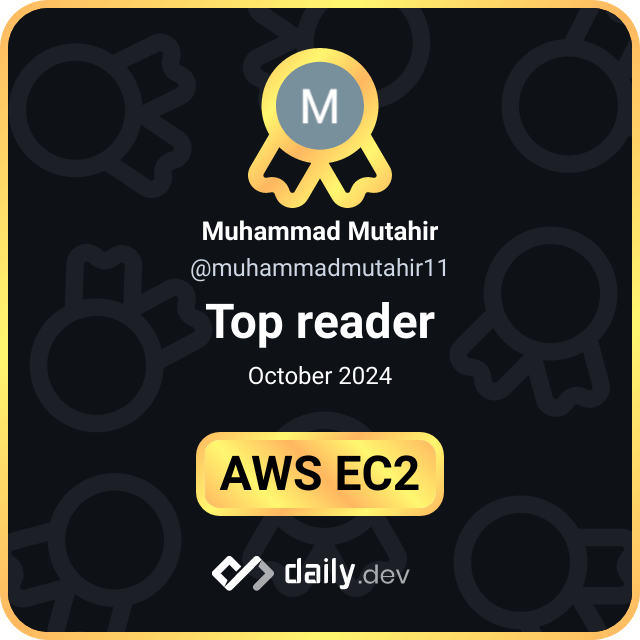 M
Muhammad Mutahir
@muhammadmutahir11
Top reader
October 2024
AWS EC2
daily.dev